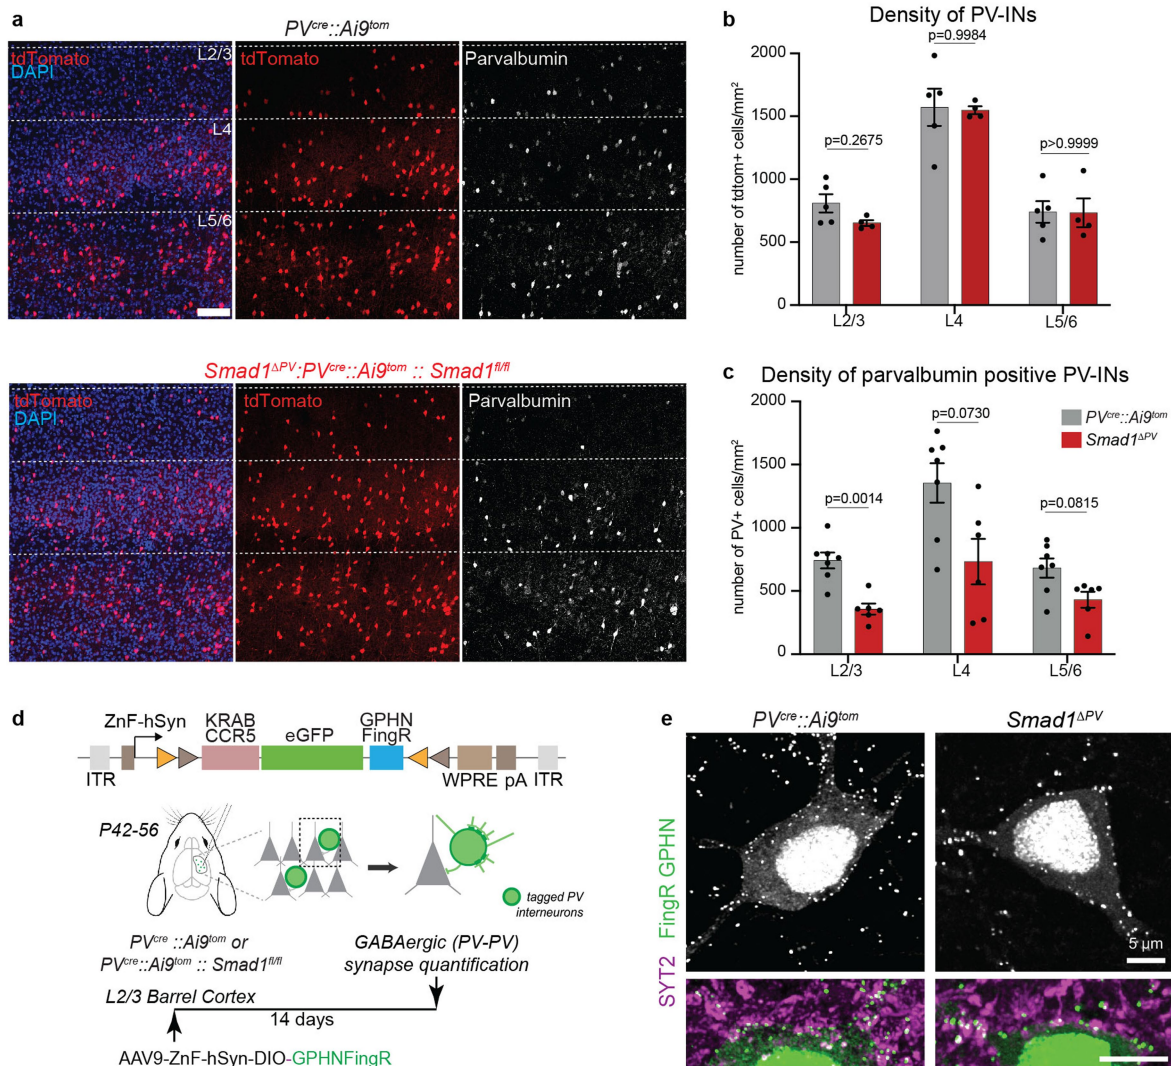 a
PVcre::Ai9tom
tdTomato
DAPI
L2/3
L4
L5/6
tdTomato
Parvalbumin
Smad1ΔPV:PVcre::Ai9tom :: Smad1fl/fl
tdTomato
DAPI
tdTomato
Parvalbumin
b
Density of PV-INs
number of tdtom+ cells/mm²
2000
1500
1000
500
0
p=0.2675
p=0.9984
p>0.9999
L2/3
L4
L5/6
c
Density of parvalbumin positive PV-INs
number of PV+ cells/mm²
2000
1500
1000
500
0
p=0.0014
p=0.0730
p=0.0815
PVcre::Ai9tom
Smad1ΔPV
L2/3
L4
L5/6
d
ZnF-hSyn
KRAB
CCR5
eGFP
GPHN
FingR
ITR
WPRE
pA
ITR
P42-56
tagged PV
interneurons
PVcre ::Ai9tom or
PVcre::Ai9tom :: Smad1fl/fl
GABAergic (PV-PV)
synapse quantification
L2/3 Barrel Cortex
14 days
AAV9-ZnF-hSyn-DIO-GPHNFingR
e
PVcre::Ai9tom
Smad1ΔPV
SYT2 FingR GPHN
5 µm